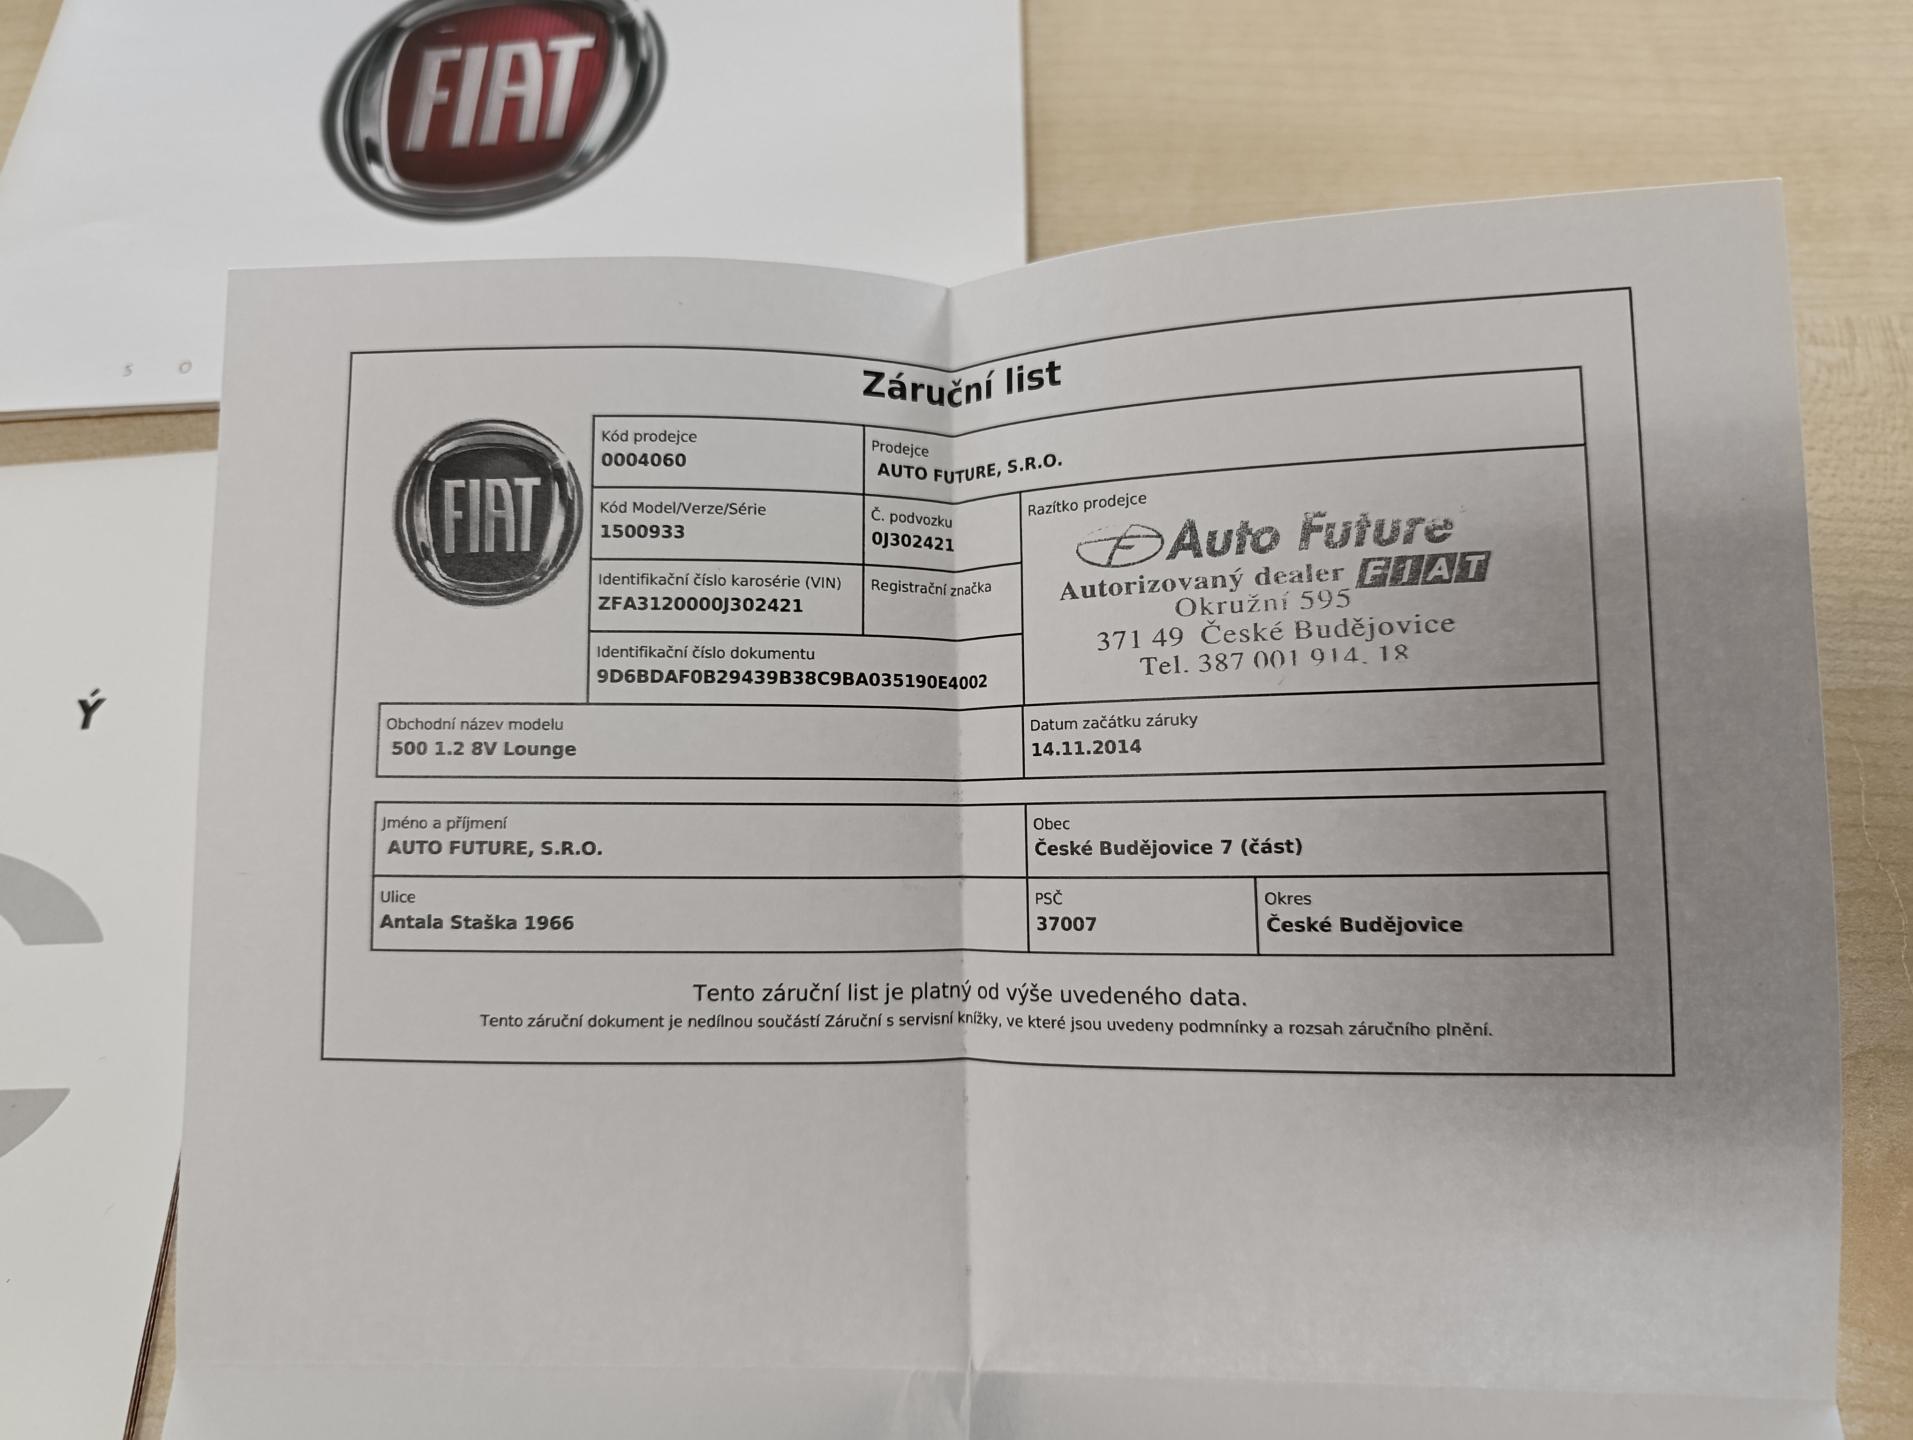 FIAT
S O
Ý
Záruční list
FIAT
Kód prodejce
0004060
Prodejce
AUTO FUTURE, S.R.O.
Kód Model/Verze/Série
1500933
Č. podvozku
0J302421
Razítko prodejce
Auto Future
Autorizovaný dealer FIAT
Okružní 595
371 49 České Budějovice
Tel. 387 001 914. 18
Identifikační číslo karosérie (VIN)
ZFA3120000J302421
Registrační značka
Identifikační číslo dokumentu
9D6BDAF0B29439B38C9BA035190E4002
Obchodní název modelu
500 1.2 8V Lounge
Datum začátku záruky
14.11.2014
Jméno a příjmení
AUTO FUTURE, S.R.O.
Obec
České Budějovice 7 (část)
Ulice
Antala Staška 1966
PSČ
37007
Okres
České Budějovice
Tento záruční list je platný od výše uvedeného data.
Tento záruční dokument je nedílnou součástí Záruční s servisní knížky, ve které jsou uvedeny podmnínky a rozsah záručního plnění.